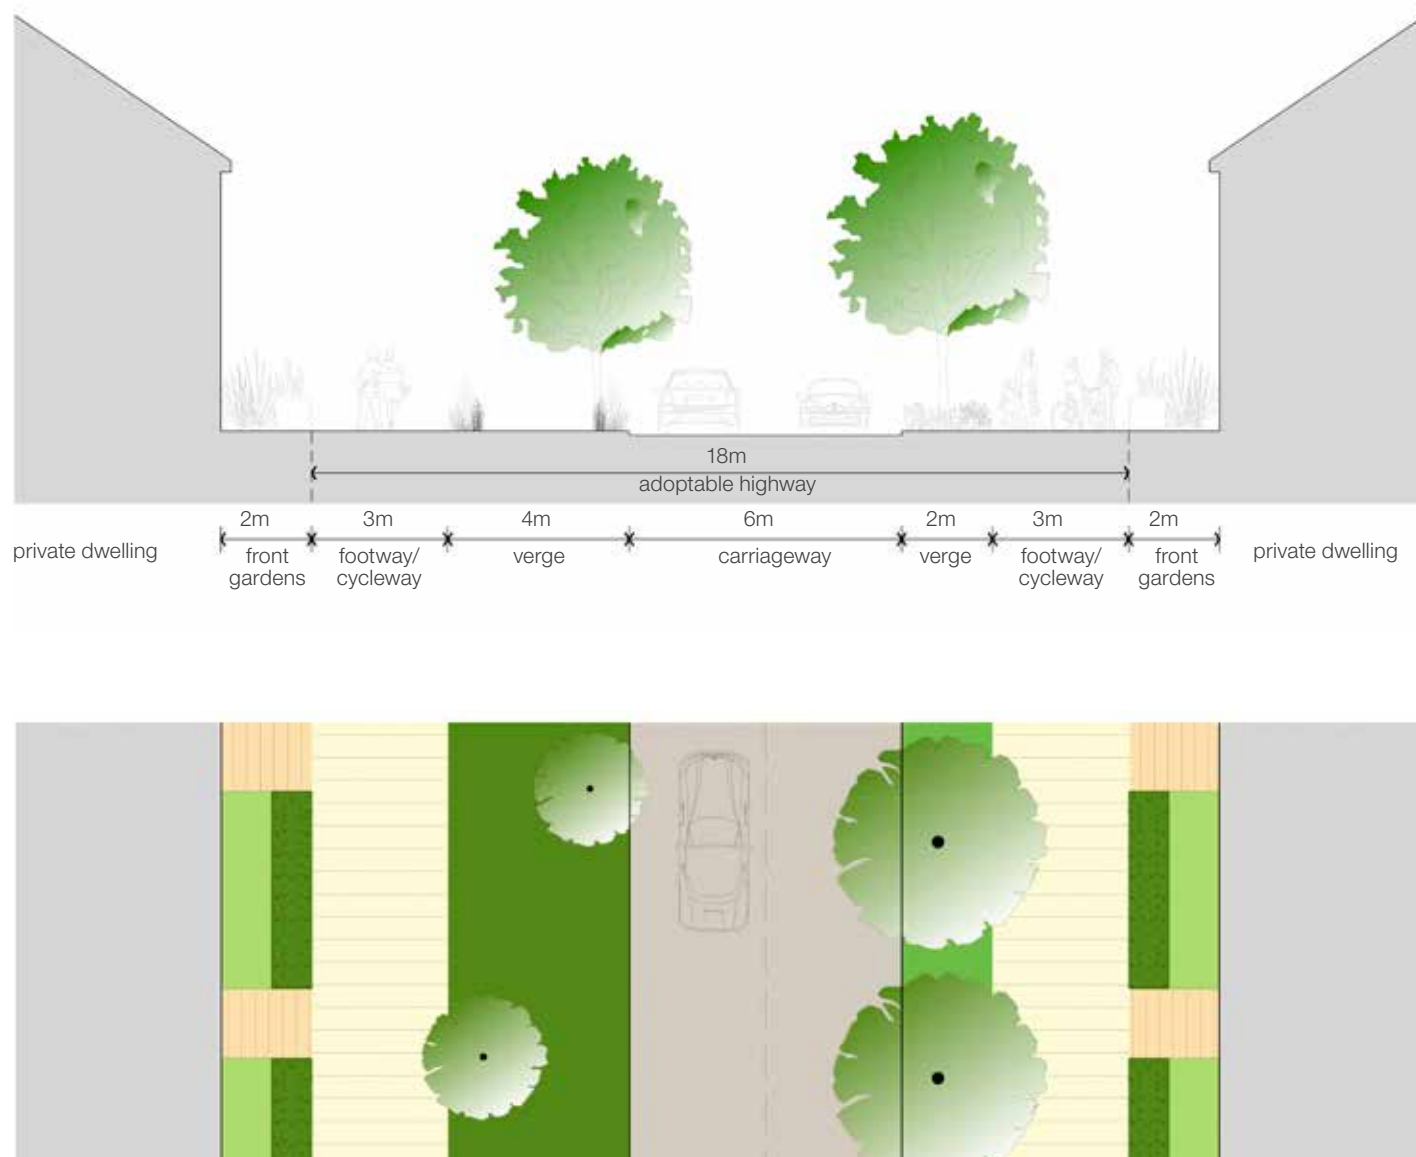 18m
adoptable highway
2m 3m 4m 6m 2m 3m 2m
private dwelling front footway/ verge carriageway verge footway/ front private dwelling
gardens cycleway cycleway gardens